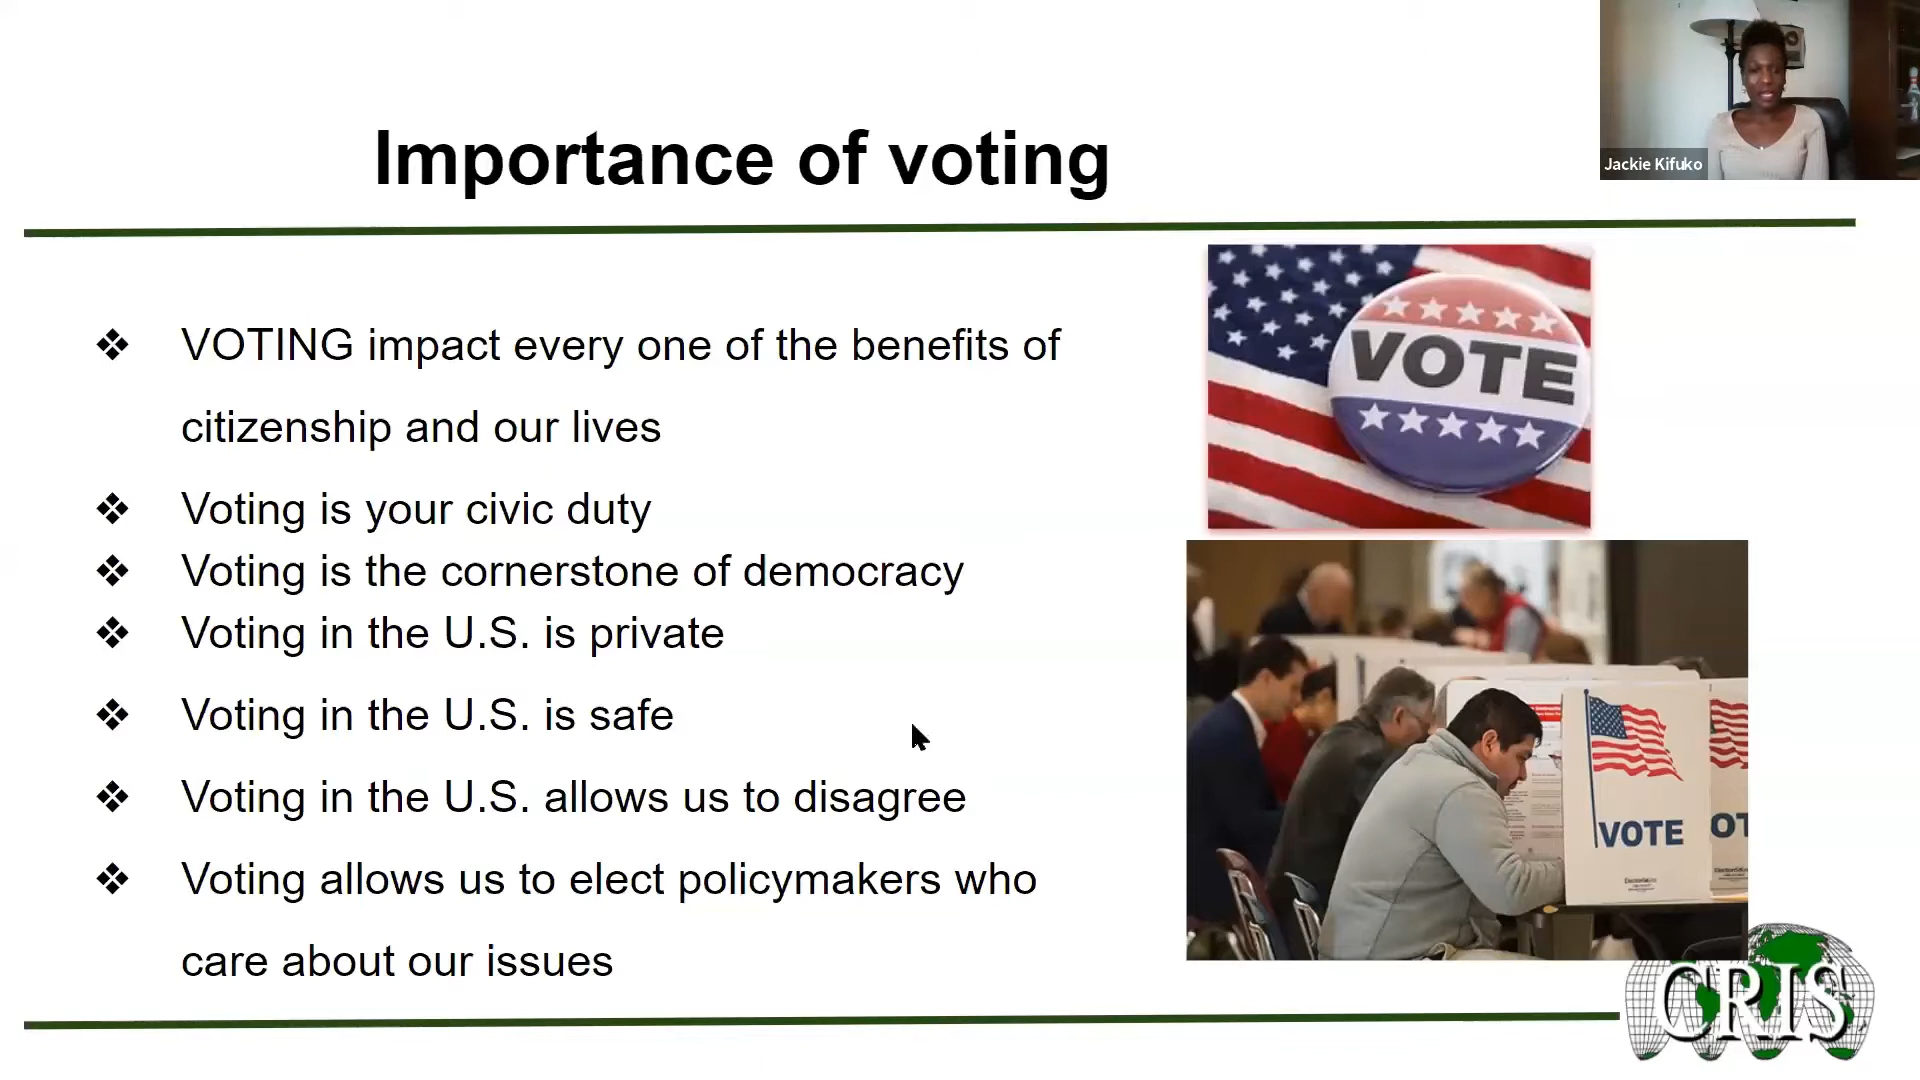 Jackie Kifuko
Importance of voting
❖ VOTING impact every one of the benefits of
citizenship and our lives
❖ Voting is your civic duty
❖ Voting is the cornerstone of democracy
❖ Voting in the U.S. is private
❖ Voting in the U.S. is safe
❖ Voting in the U.S. allows us to disagree
❖ Voting allows us to elect policymakers who
care about our issues
VOTE
VOTE
OT
CRIS